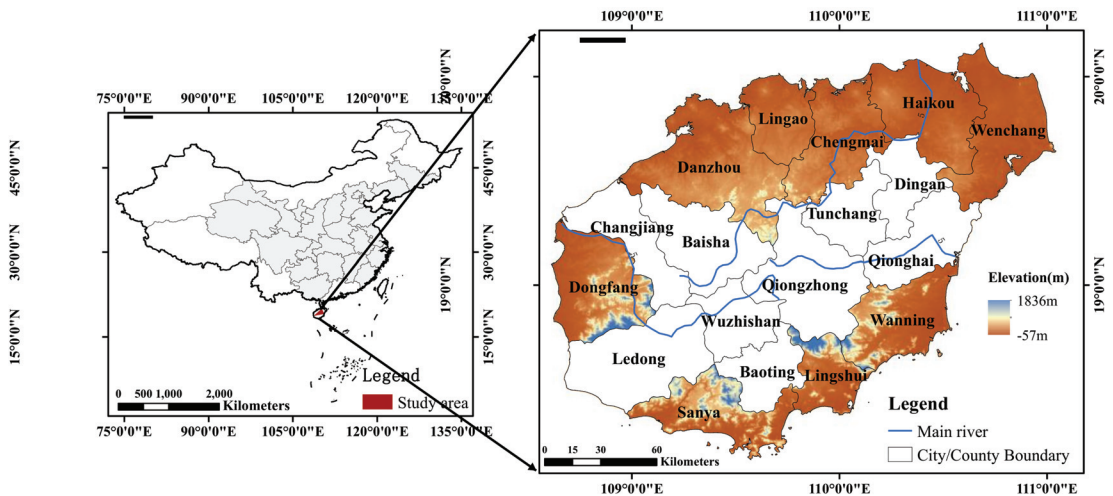 75°0'0"E 90°0'0"E 105°0'0"E 120°0'0"E 135°0'0"E
45°0'0"N
30°0'0"N
15°0'0"N
45°0'0"N
30°0'0"N
15°0'0"N
Legend
Study area
0 500 1,000 2,000
Kilometers
75°0'0"E 90°0'0"E 105°0'0"E 120°0'0"E 135°0'0"E
109°0'0"E 110°0'0"E 111°0'0"E
20°0'0"N
19°0'0"N
20°0'0"N
19°0'0"N
Haikou
Lingao
Wenchang
Chengmai
Danzhou
Dingan
Tunchang
Changjiang
Baisha
Qionghai
Dongfang
Qiongzhong
Wanning
Wuzhishan
Ledong
Baoting
Lingshui
Sanya
Elevation(m)
1836m
-57m
Legend
Main river
City/County Boundary
0 15 30 60
Kilometers
109°0'0"E 110°0'0"E 111°0'0"E